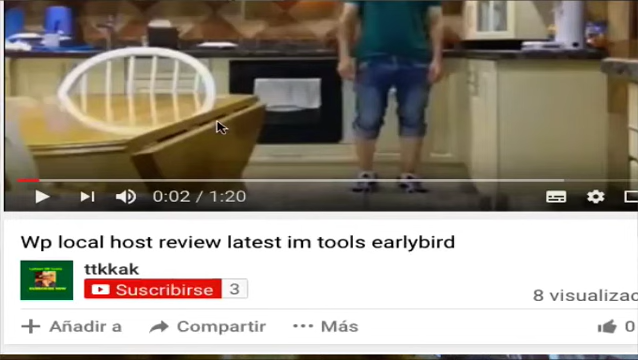 0:02 / 1:20
Wp local host review latest im tools earlybird
ttkkak
Suscribirse 3
8 visualizac
Añadir a Compartir Más 0